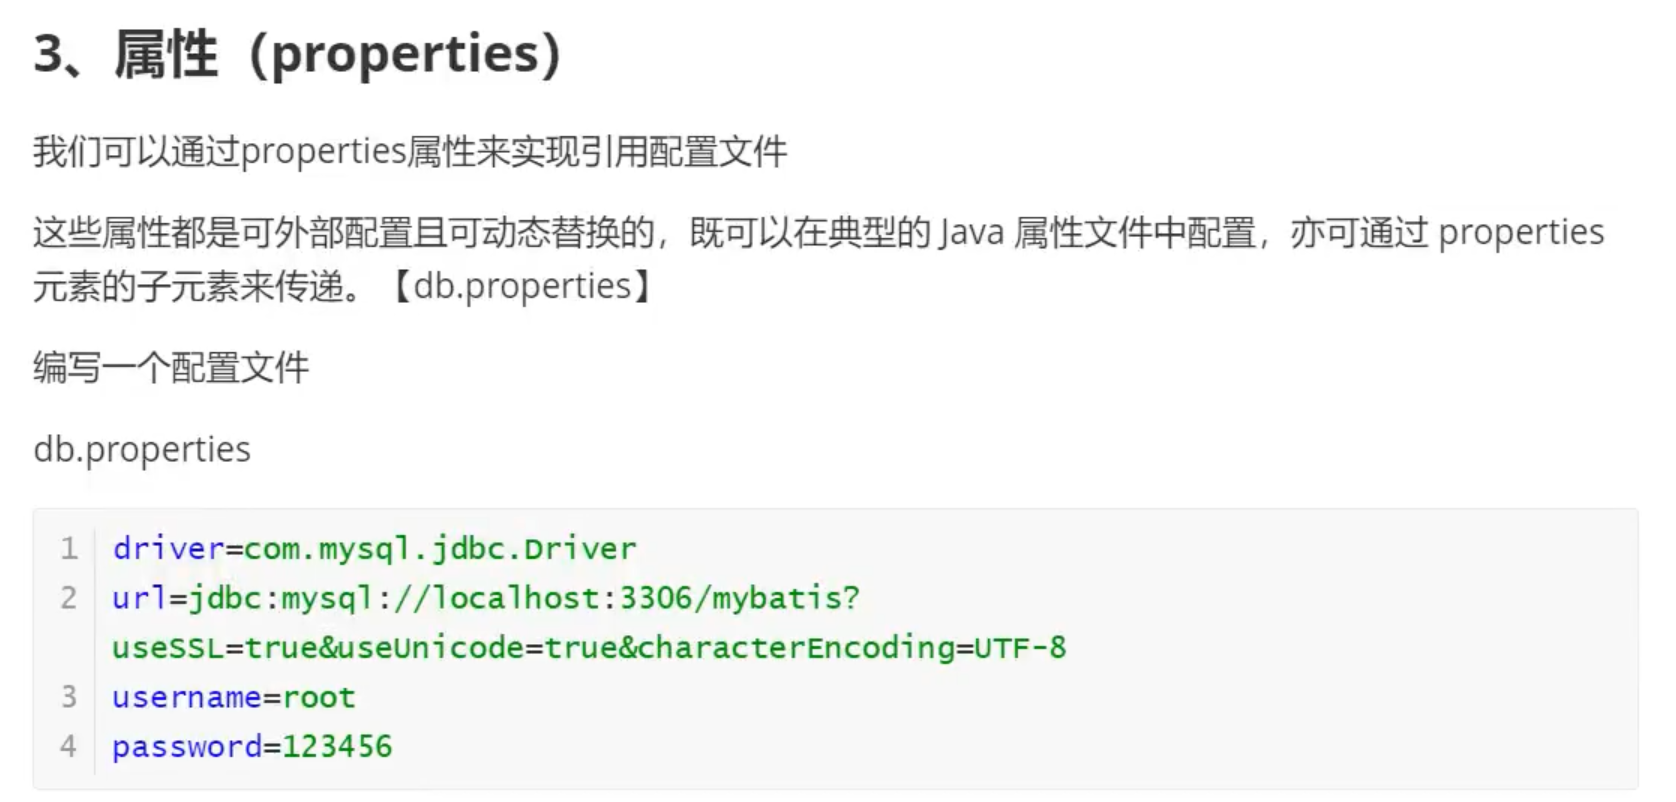 3、属性（properties）
我们可以通过properties属性来实现引用配置文件
这些属性都是可外部配置且可动态替换的，既可以在典型的 Java 属性文件中配置，亦可通过 properties
元素的子元素来传递。【db.properties】
编写一个配置文件
db.properties
1 driver=com.mysql.jdbc.Driver
2 url=jdbc:mysql://localhost:3306/mybatis?
useSSL=true&useUnicode=true&characterEncoding=UTF-8
3 username=root
4 password=123456